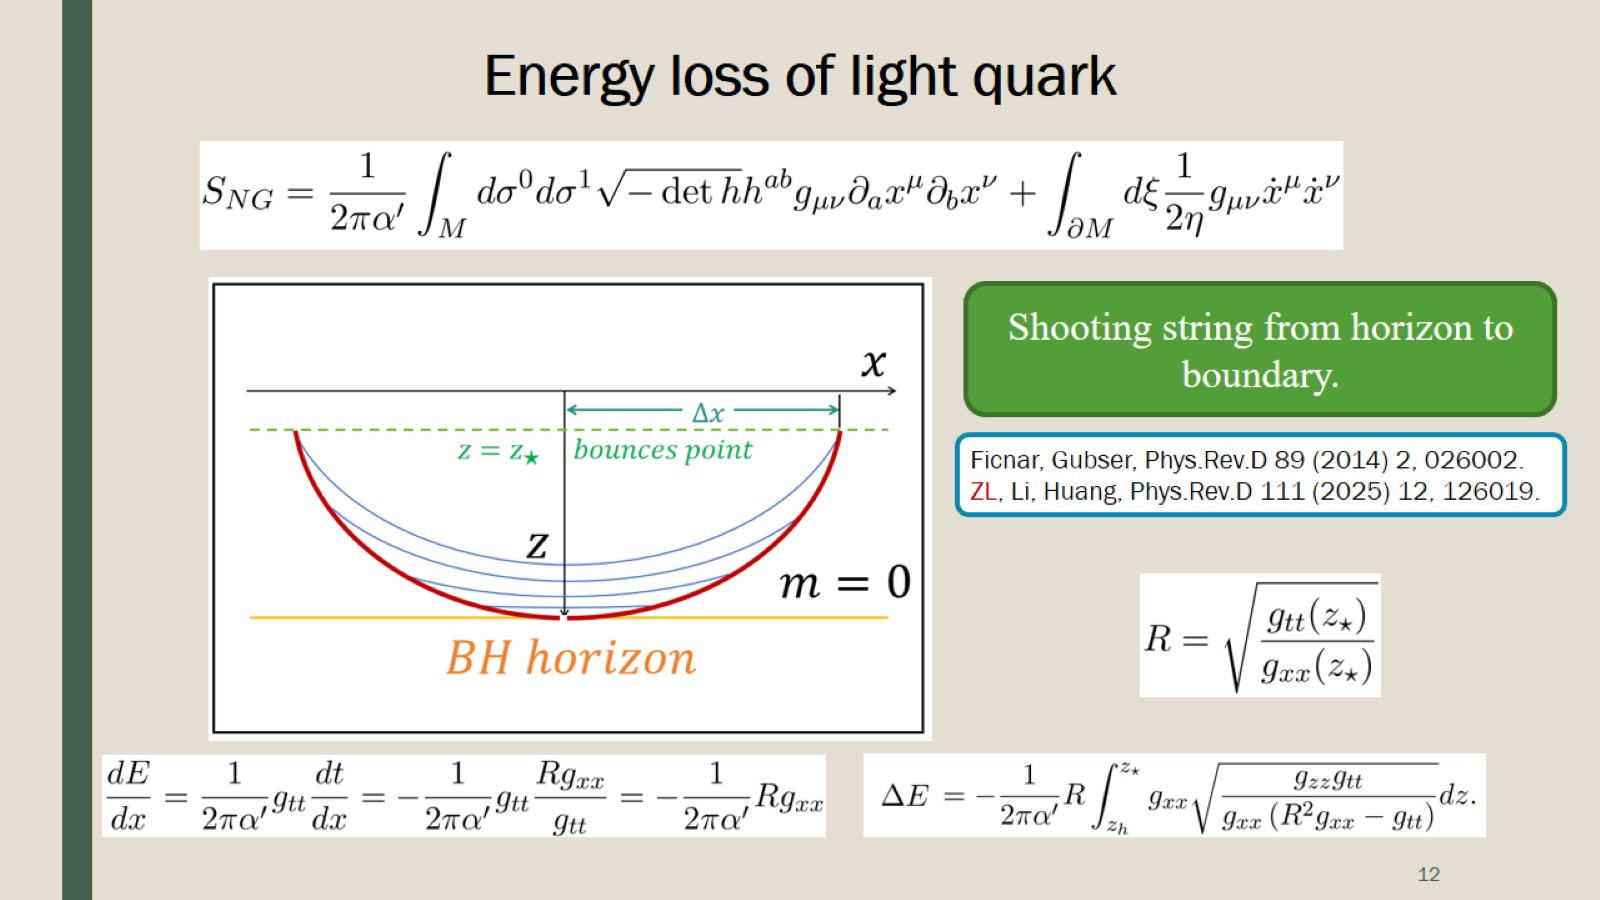 Energy loss of light quark
S_{NG} = \frac{1}{2\pi\alpha'} \int_M d\sigma^0 d\sigma^1 \sqrt{-\det h} h^{ab} g_{\mu\nu} \partial_a x^\mu \partial_b x^\nu + \int_{\partial M} d\xi \frac{1}{2\eta} g_{\mu\nu} \dot{x}^\mu \dot{x}^\nu
x
Δx
z = z_★ bounces point
z
m = 0
BH horizon
Shooting string from horizon to
boundary.
Ficnar, Gubser, Phys.Rev.D 89 (2014) 2, 026002.
ZL, Li, Huang, Phys.Rev.D 111 (2025) 12, 126019.
R = \sqrt{\frac{g_{tt}(z_★)}{g_{xx}(z_★)}}
\frac{dE}{dx} = \frac{1}{2\pi\alpha'} g_{tt} \frac{dt}{dx} = -\frac{1}{2\pi\alpha'} g_{tt} \frac{R g_{xx}}{g_{tt}} = -\frac{1}{2\pi\alpha'} R g_{xx}
\Delta E = -\frac{1}{2\pi\alpha'} R \int_{z_h}^{z_★} g_{xx} \sqrt{\frac{g_{zz} g_{tt}}{g_{xx} (R^2 g_{xx} - g_{tt})}} dz.
12